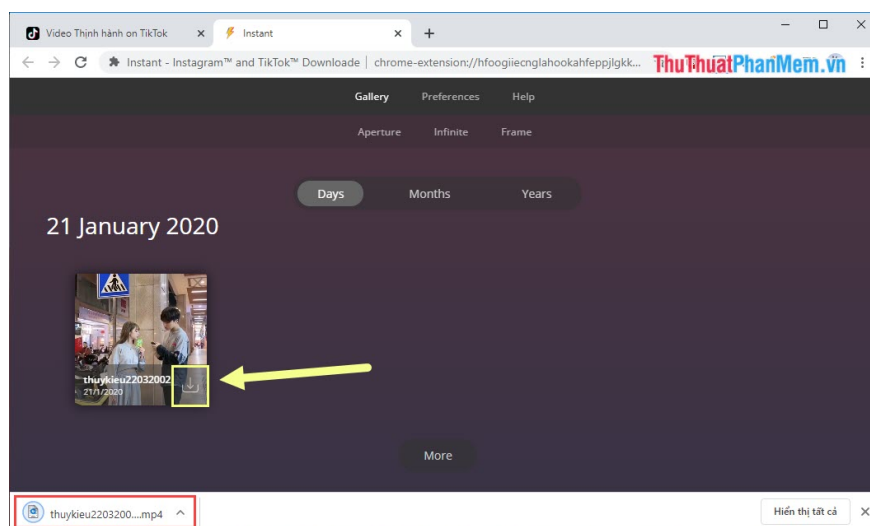 Video Thịnh hành on TikTok
Instant
Instant - Instagram™ and TikTok™ Downloade | chrome-extension://hfoogiiecnglahookahfeppjlgkk...
ThuThuatPhanMem.vn
Gallery Preferences Help
Aperture Infinite Frame
Days Months Years
21 January 2020
thuykieu22032002
21/1/2020
More
thuykieu2203200....mp4
Hiển thị tất cả